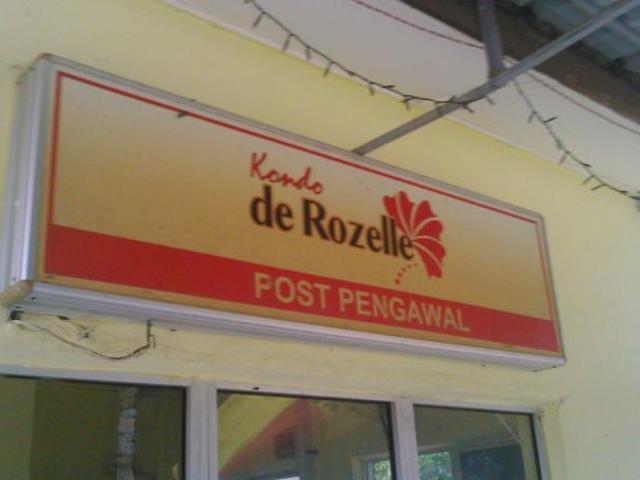 Kondo
de Rozelle
POST PENGAWAL